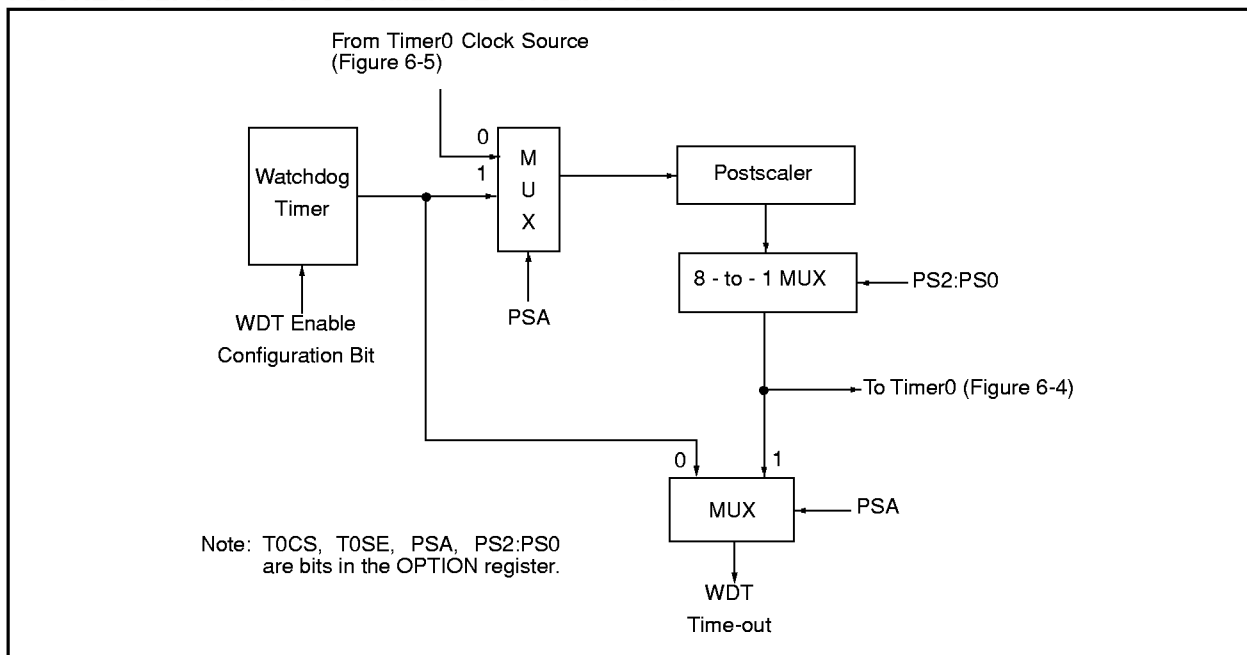 From Timer0 Clock Source
(Figure 6-5)
0
1
M
U
X
Watchdog
Timer
Postscaler
8 - to - 1 MUX
PS2:PS0
PSA
WDT Enable
Configuration Bit
To Timer0 (Figure 6-4)
0
1
MUX
PSA
Note: T0CS, T0SE, PSA, PS2:PS0
are bits in the OPTION register.
WDT
Time-out